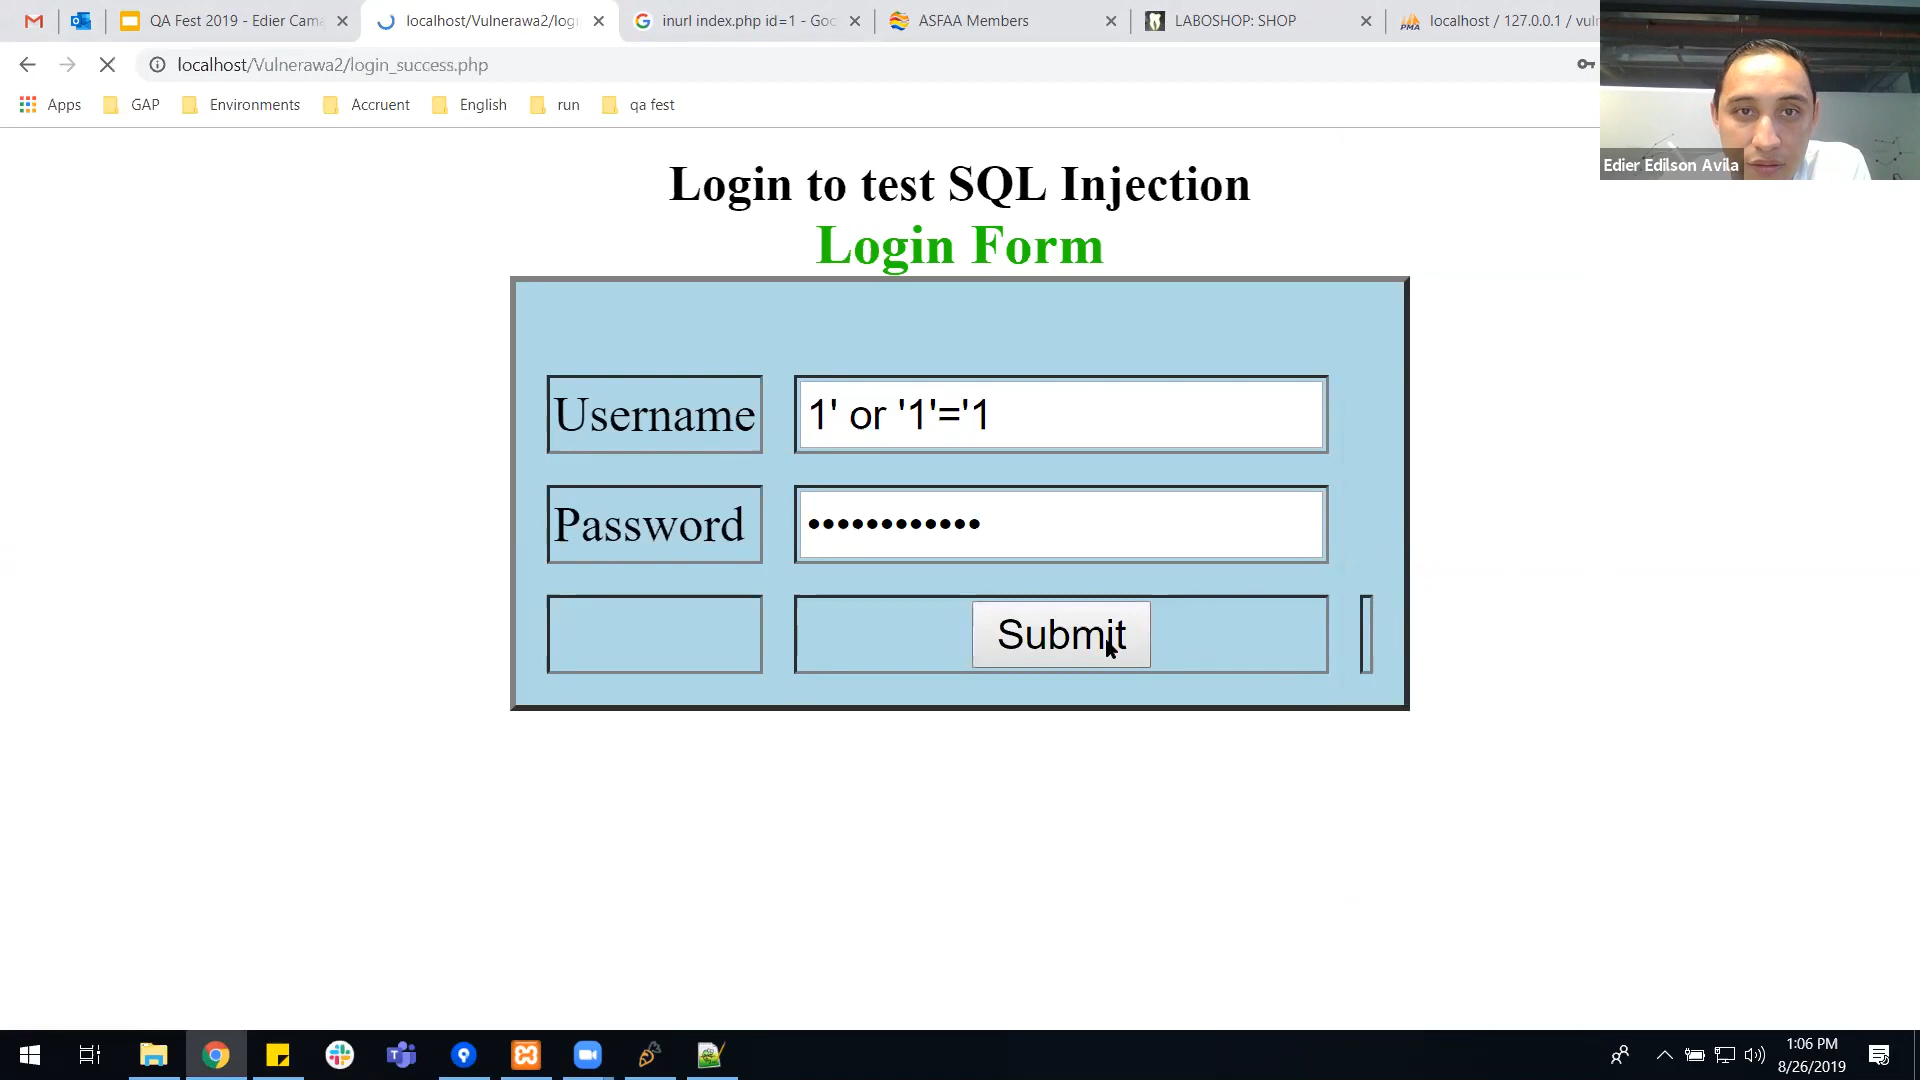 QA Fest 2019 - Edier Cama
localhost/Vulnerawa2/logi
inurl index.php id=1 - Goo
ASFAA Members
LABOSHOP: SHOP
PMA
localhost / 127.0.0.1 / vul
localhost/Vulnerawa2/login_success.php
Apps
GAP
Environments
Accruent
English
run
qa fest
Edier Edilson Avila
Login to test SQL Injection
Login Form
Username
1' or '1'='1
Password
••••••••••••
Submit
1:06 PM
8/26/2019